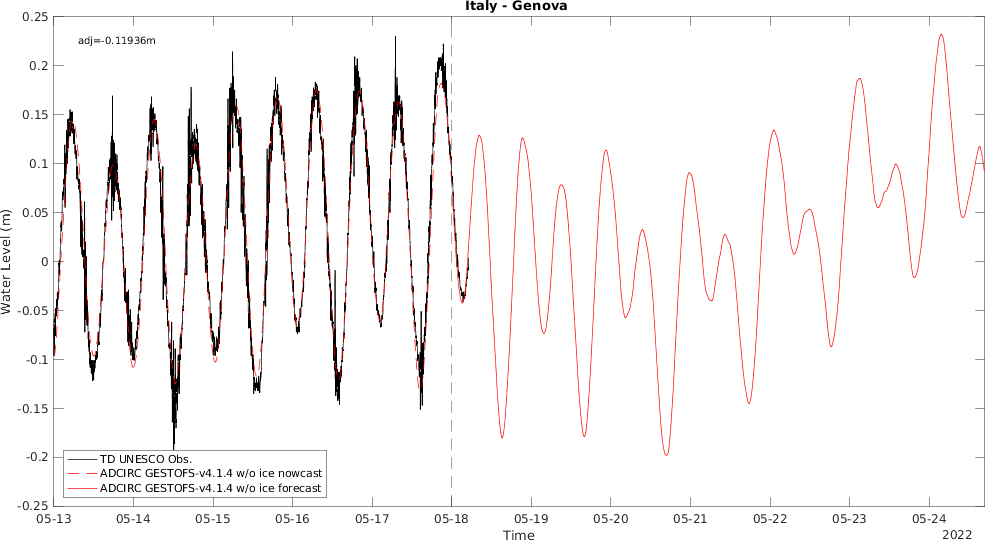 Italy - Genova
adj=-0.11936m
Water Level (m)
0.25
0.2
0.15
0.1
0.05
0
-0.05
-0.1
-0.15
-0.2
-0.25
TD UNESCO Obs.
ADCIRC GESTOFS-v4.1.4 w/o ice nowcast
ADCIRC GESTOFS-v4.1.4 w/o ice forecast
05-13 05-14 05-15 05-16 05-17 05-18 05-19 05-20 05-21 05-22 05-23 05-24
Time
2022